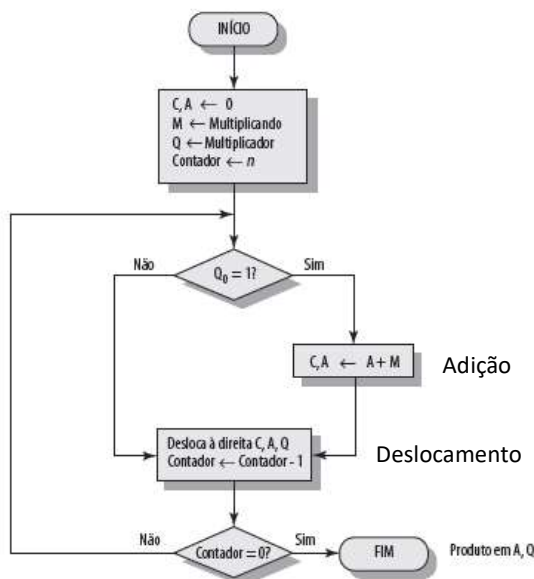 INÍCIO
C, A ← 0
M ← Multiplicando
Q ← Multiplicador
Contador ← n
Não
Q₀ = 1?
Sim
C, A ← A + M
Adição
Desloca à direita C, A, Q
Contador ← Contador - 1
Deslocamento
Não
Contador = 0?
Sim
FIM
Produto em A, Q